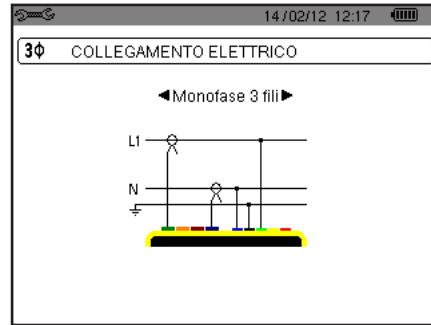 14/02/12 12:17
3Φ COLLEGAMENTO ELETTRICO
◄Monofase 3 fili►
L1
N